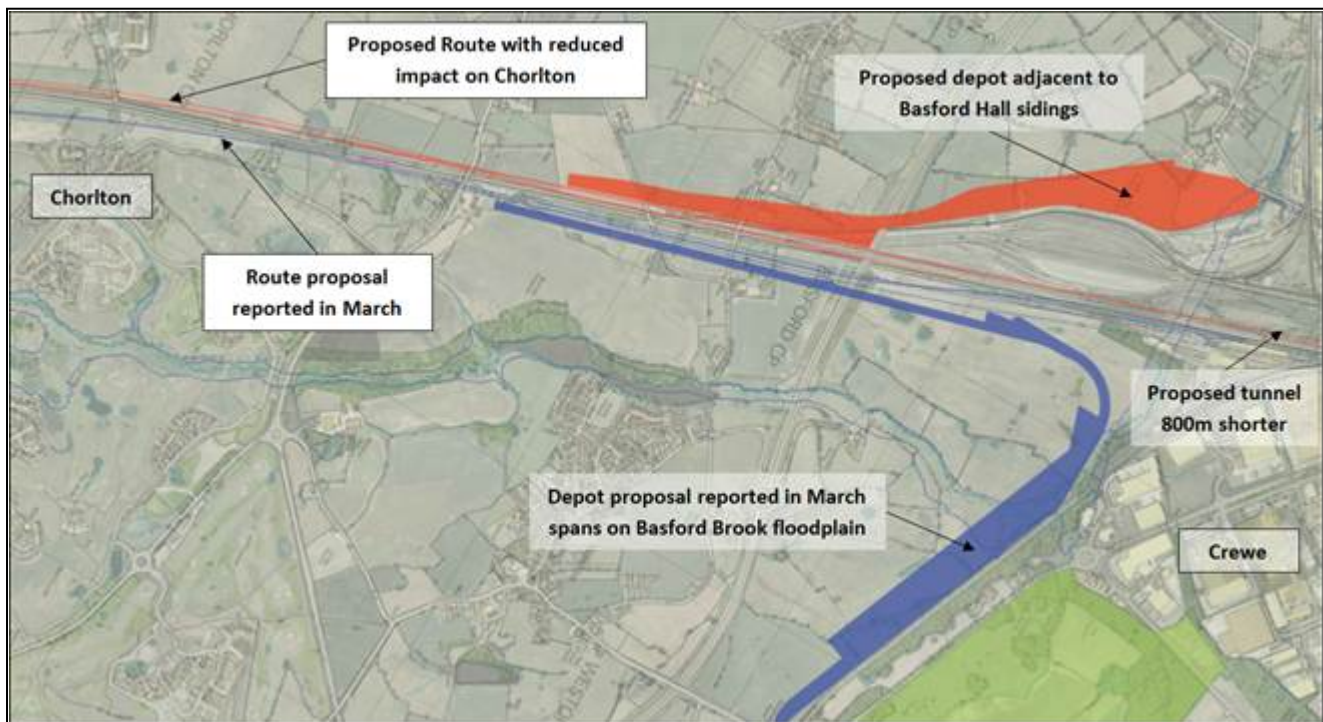 Proposed Route with reduced
impact on Chorlton
Proposed depot adjacent to
Basford Hall sidings
Chorlton
Route proposal
reported in March
Proposed tunnel
800m shorter
Depot proposal reported in March
spans on Basford Brook floodplain
Crewe